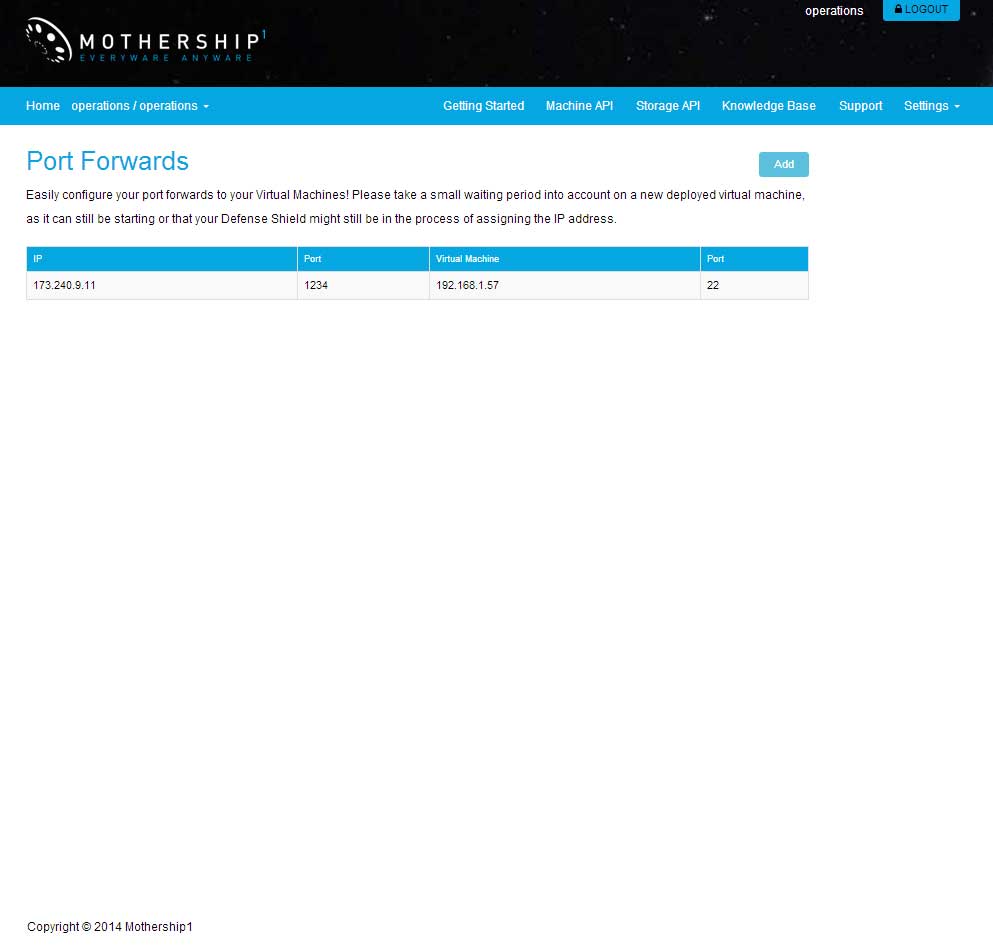 operations LOGOUT
MOTHERSHIP1
EVERYWARE ANYWARE
Home operations / operations Getting Started Machine API Storage API Knowledge Base Support Settings
Port Forwards
Add
Easily configure your port forwards to your Virtual Machines! Please take a small waiting period into account on a new deployed virtual machine,
as it can still be starting or that your Defense Shield might still be in the process of assigning the IP address.
IP Port Virtual Machine Port
173.240.9.11 1234 192.168.1.57 22
Copyright © 2014 Mothership1